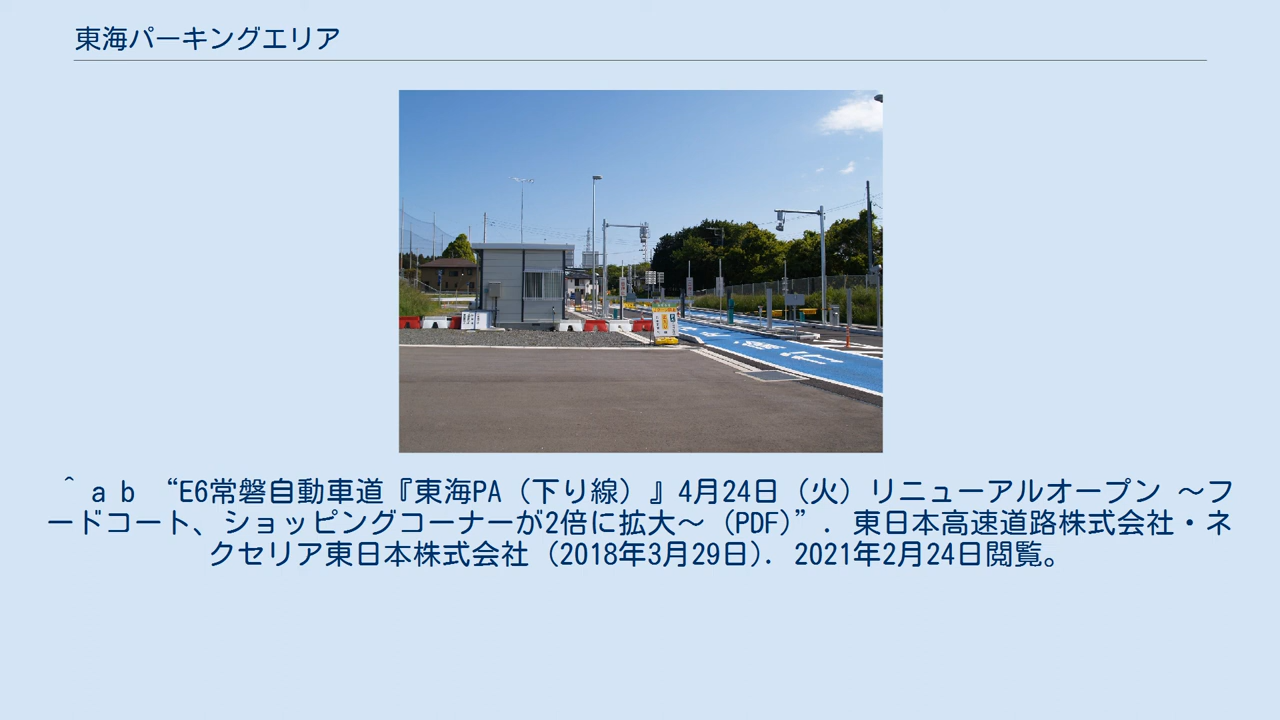 東海パーキングエリア
^ a b “E6常磐自動車道『東海PA（下り線）』4月24日（火）リニューアルオープン ～フ
ードコート、ショッピングコーナーが2倍に拡大～（PDF）”. 東日本高速道路株式会社・ネ
クセリア東日本株式会社（2018年3月29日）. 2021年2月24日閲覧。